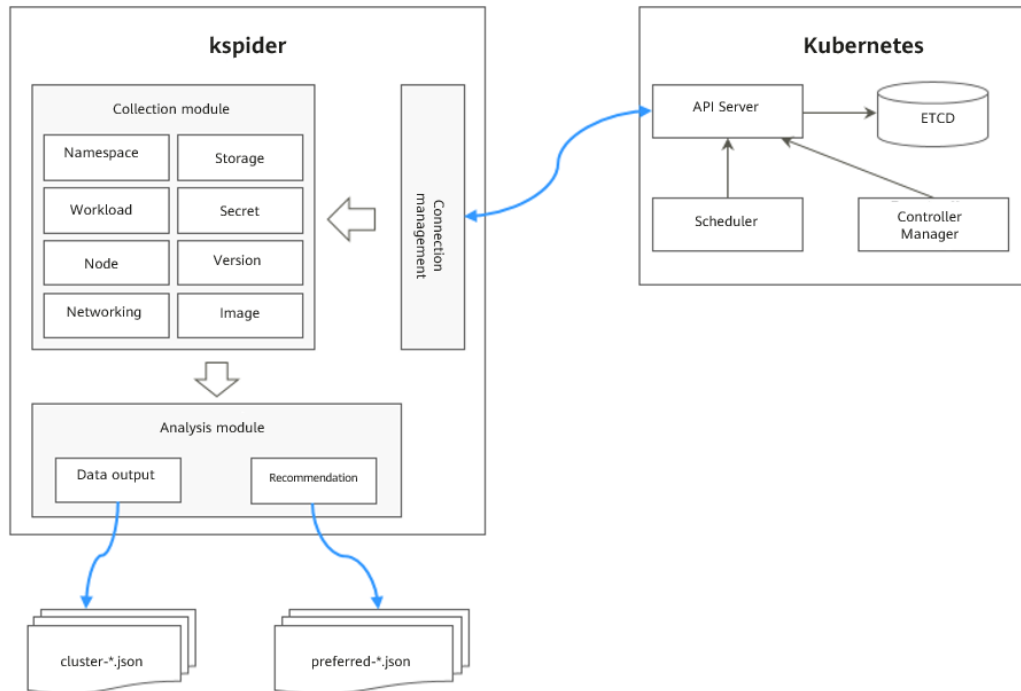 kspider
Collection module
Namespace
Storage
Workload
Secret
Node
Version
Networking
Image
Connection
management
Analysis module
Data output
Recommendation
cluster-*.json
preferred-*.json
Kubernetes
API Server
ETCD
Scheduler
Controller
Manager